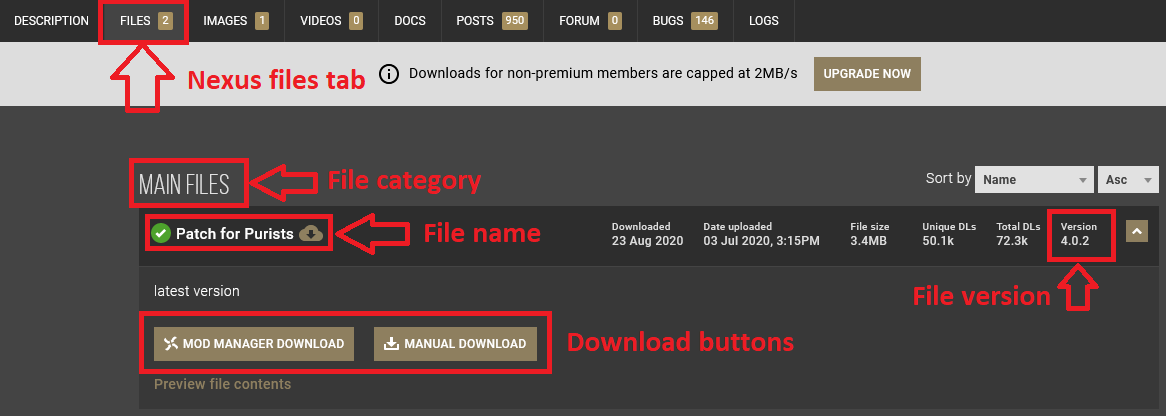 DESCRIPTION FILES 2 IMAGES 1 VIDEOS 0 DOCS POSTS 950 FORUM 0 BUGS 146 LOGS
Nexus files tab
Downloads for non-premium members are capped at 2MB/s UPGRADE NOW
MAIN FILES File category
Sort by Name Asc
Patch for Purists File name
Downloaded Date uploaded File size Unique DLs Total DLs Version
23 Aug 2020 03 Jul 2020, 3:15PM 3.4MB 50.1k 72.3k 4.0.2
latest version
File version
MOD MANAGER DOWNLOAD MANUAL DOWNLOAD Download buttons
Preview file contents